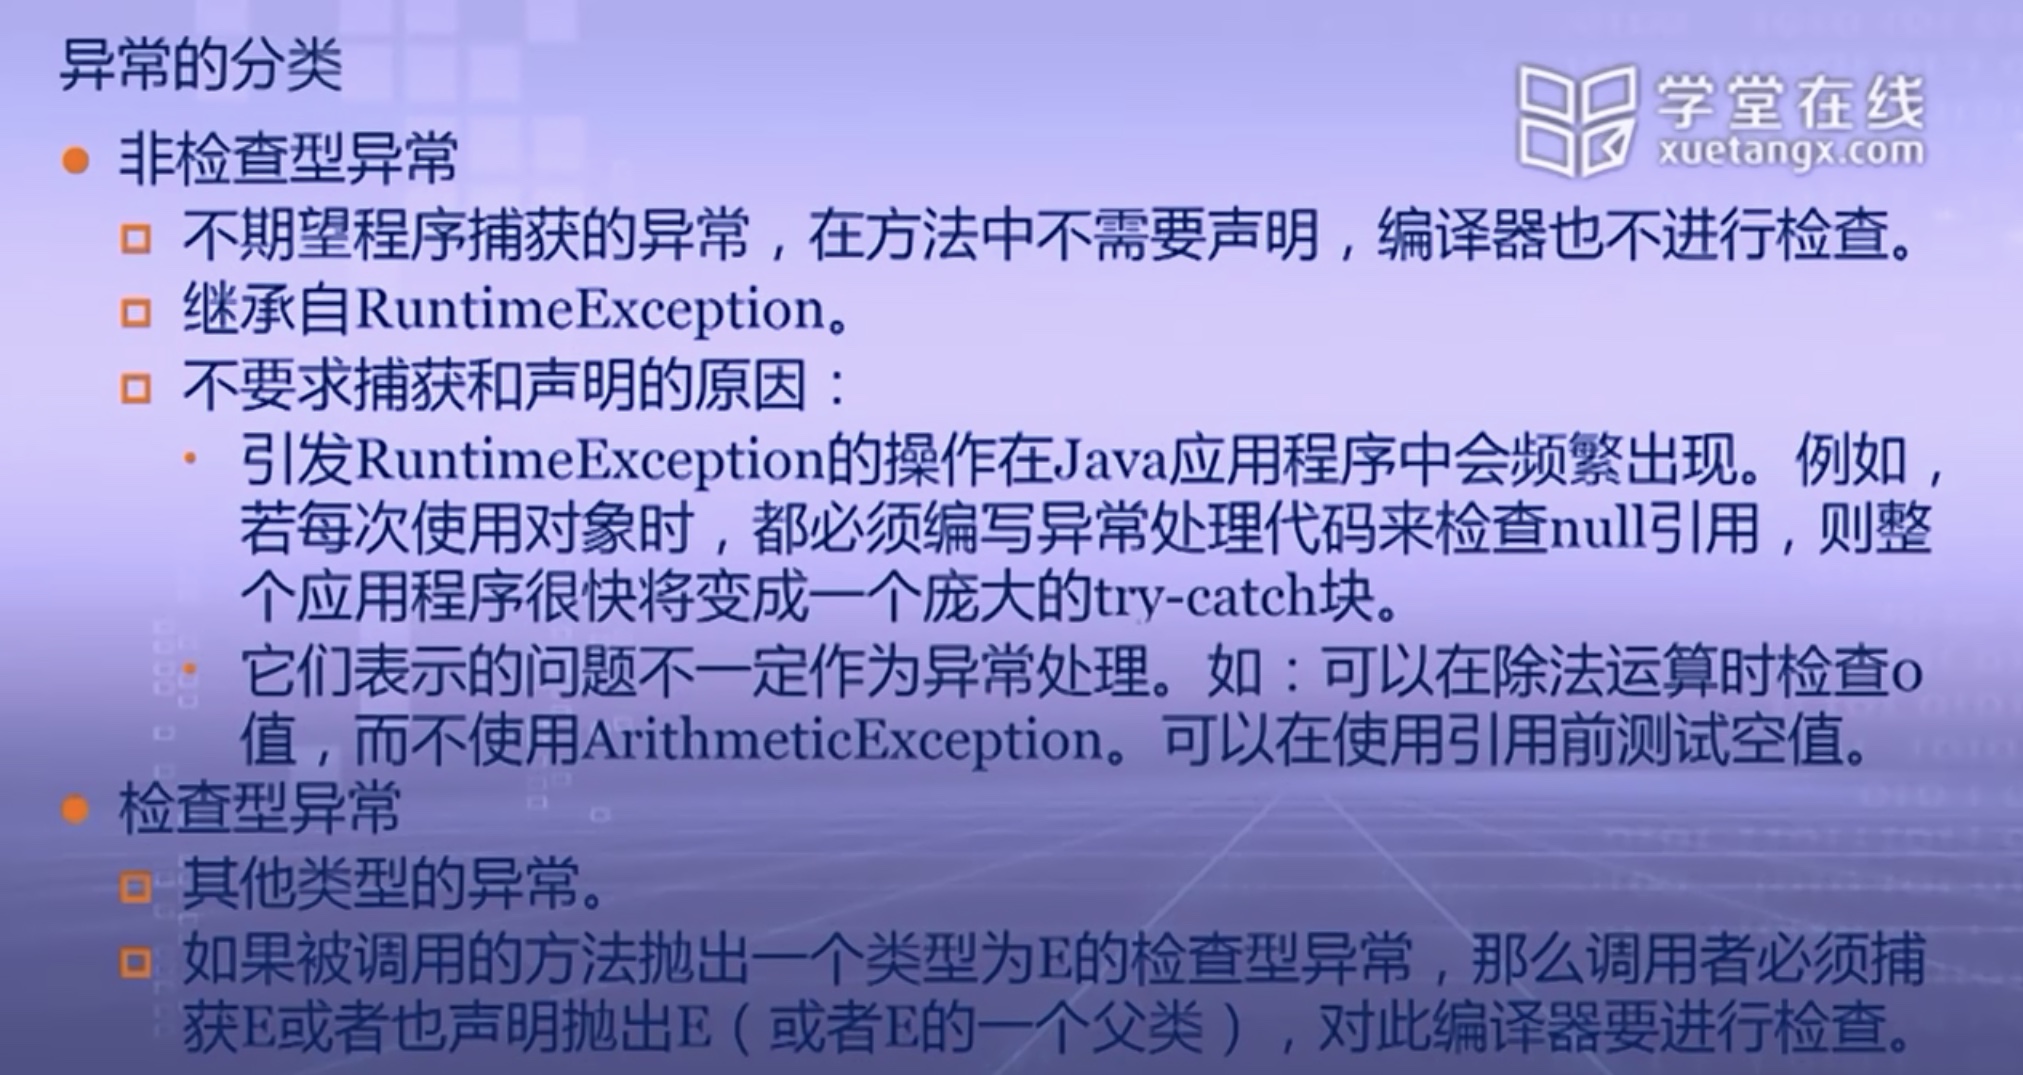 异常的分类
学堂在线
xuetangx.com
非检查型异常
不期望程序捕获的异常，在方法中不需要声明，编译器也不进行检查。
继承自RuntimeException。
不要求捕获和声明的原因：
引发RuntimeException的操作在Java应用程序中会频繁出现。例如，
若每次使用对象时，都必须编写异常处理代码来检查null引用，则整
个应用程序很快将变成一个庞大的try-catch块。
它们表示的问题不一定作为异常处理。如：可以在除法运算时检查0
值，而不使用ArithmeticException。可以在使用引用前测试空值。
检查型异常
其他类型的异常。
如果被调用的方法抛出一个类型为E的检查型异常，那么调用者必须捕
获E或者也声明抛出E（或者E的一个父类），对此编译器要进行检查。